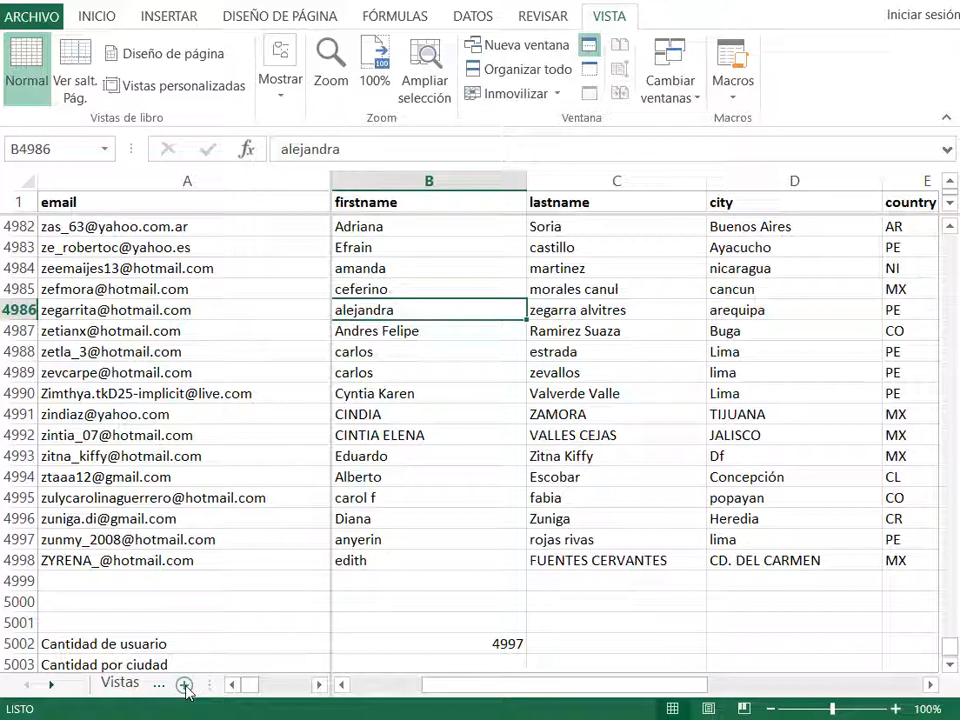 ARCHIVO INICIO INSERTAR DISEÑO DE PÁGINA FÓRMULAS DATOS REVISAR VISTA Iniciar sesión
Normal Ver salt. Pág. Diseño de página Vistas personalizadas Mostrar Zoom 100% Ampliar selección Nueva ventana Organizar todo Inmovilizar Cambiar ventanas Macros
Vistas de libro Zoom Ventana Macros
B4986 fx alejandra
A B C D E
1 email firstname lastname city country
4982 zas_63@yahoo.com.ar Adriana Soria Buenos Aires AR
4983 ze_robertoc@yahoo.es Efrain castillo Ayacucho PE
4984 zeemaijes13@hotmail.com amanda martinez nicaragua NI
4985 zefmora@hotmail.com ceferino morales canul cancun MX
4986 zegarrita@hotmail.com alejandra zegarra alvitres arequipa PE
4987 zetianx@hotmail.com Andres Felipe Ramirez Suaza Buga CO
4988 zetla_3@hotmail.com carlos estrada Lima PE
4989 zevcarpe@hotmail.com carlos zevallos lima PE
4990 Zimthya.tkD25-implicit@live.com Cyntia Karen Valverde Valle Lima PE
4991 zindiaz@yahoo.com CINDIA ZAMORA TIJUANA MX
4992 zintia_07@hotmail.com CINTIA ELENA VALLES CEJAS JALISCO MX
4993 zitna_kiffy@hotmail.com Eduardo Zitna Kiffy Df MX
4994 ztaaa12@gmail.com Alberto Escobar Concepción CL
4995 zulycarolinaguerrero@hotmail.com carol f fabia popayan CO
4996 zuniga.di@gmail.com Diana Zuniga Heredia CR
4997 zunmy_2008@hotmail.com anyerin rojas rivas lima PE
4998 ZYRENA_@hotmail.com edith FUENTES CERVANTES CD. DEL CARMEN MX
4999
5000
5001
5002 Cantidad de usuario 4997
5003 Cantidad por ciudad
Vistas ...
LISTO 100%